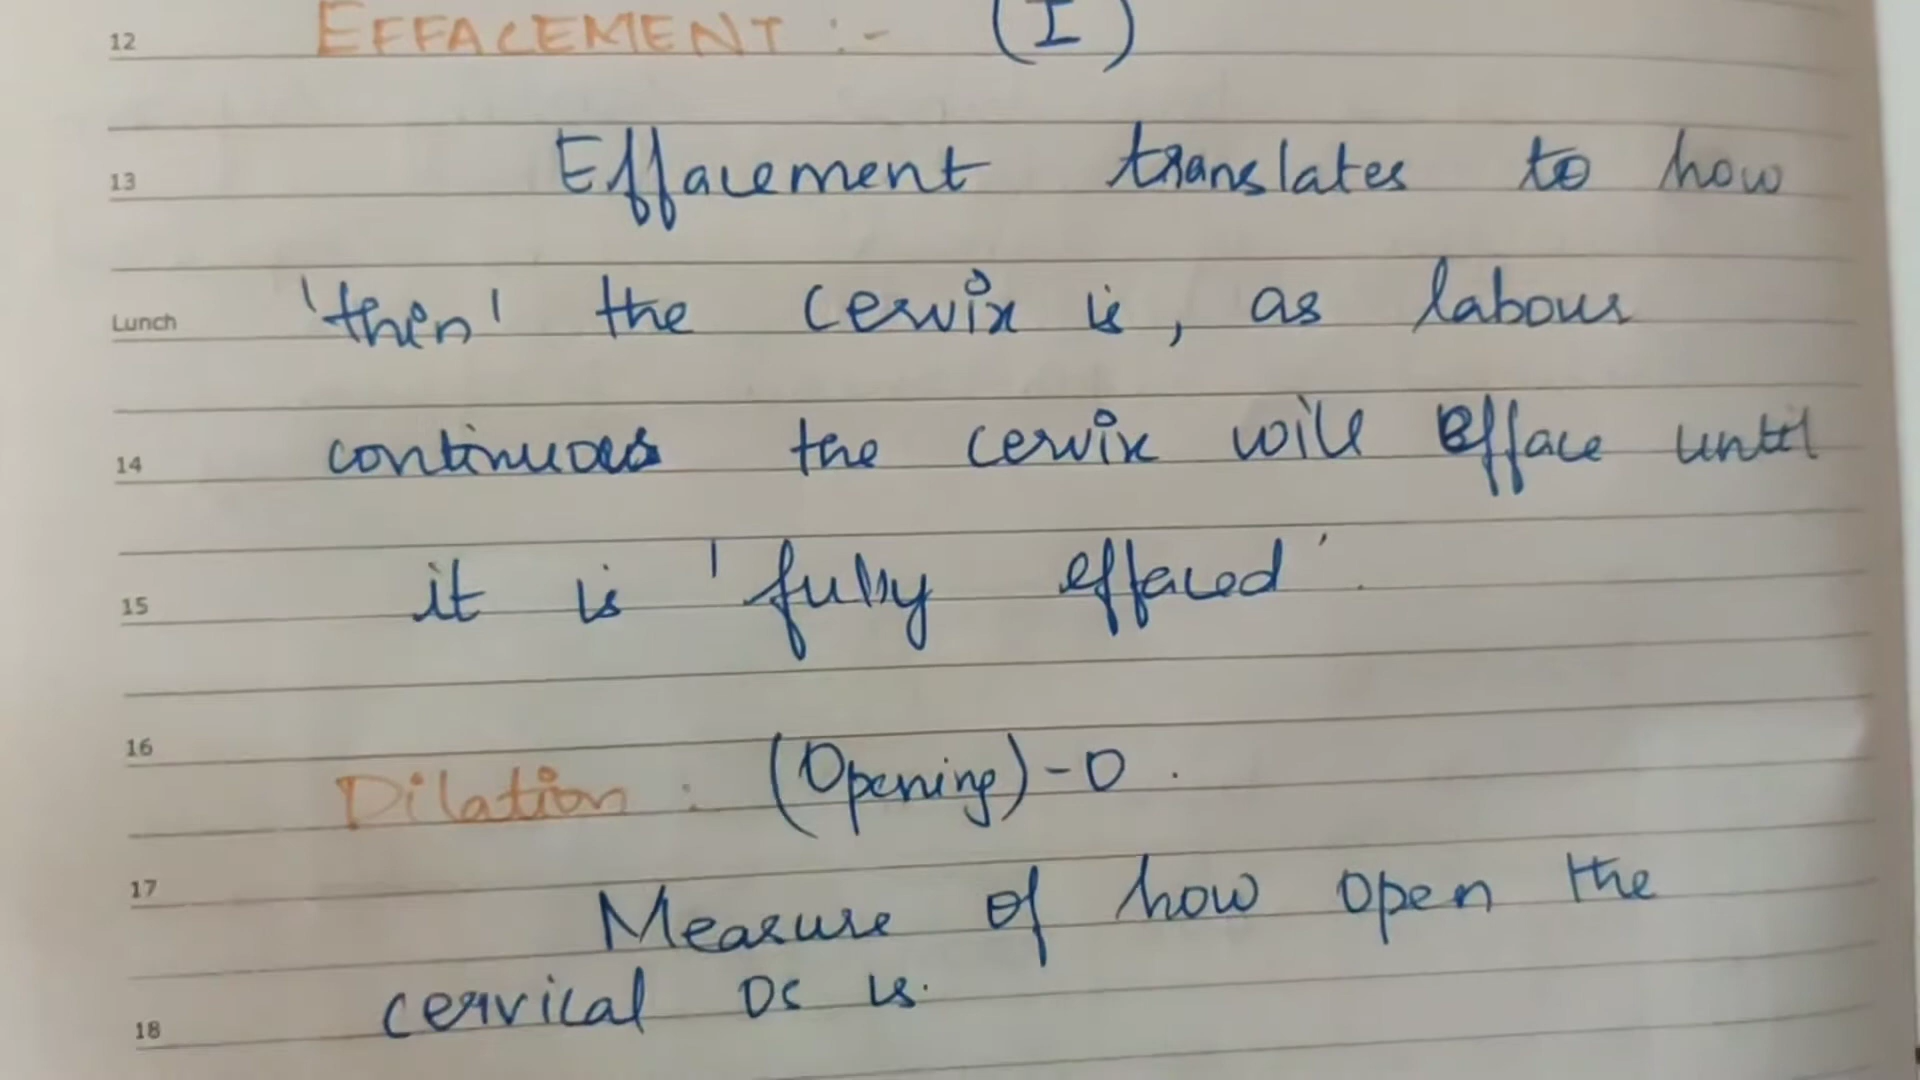 12 EFFACEMENT :- (I)
13 Effacement translates to how
Lunch 'thin' the cervix is, as labour
14 continuous the cervix will efface until
15 it is 'fully effaced'.
16
Dilation : (Opening) - O.
17 Measure of how open the
18 cervical os is.